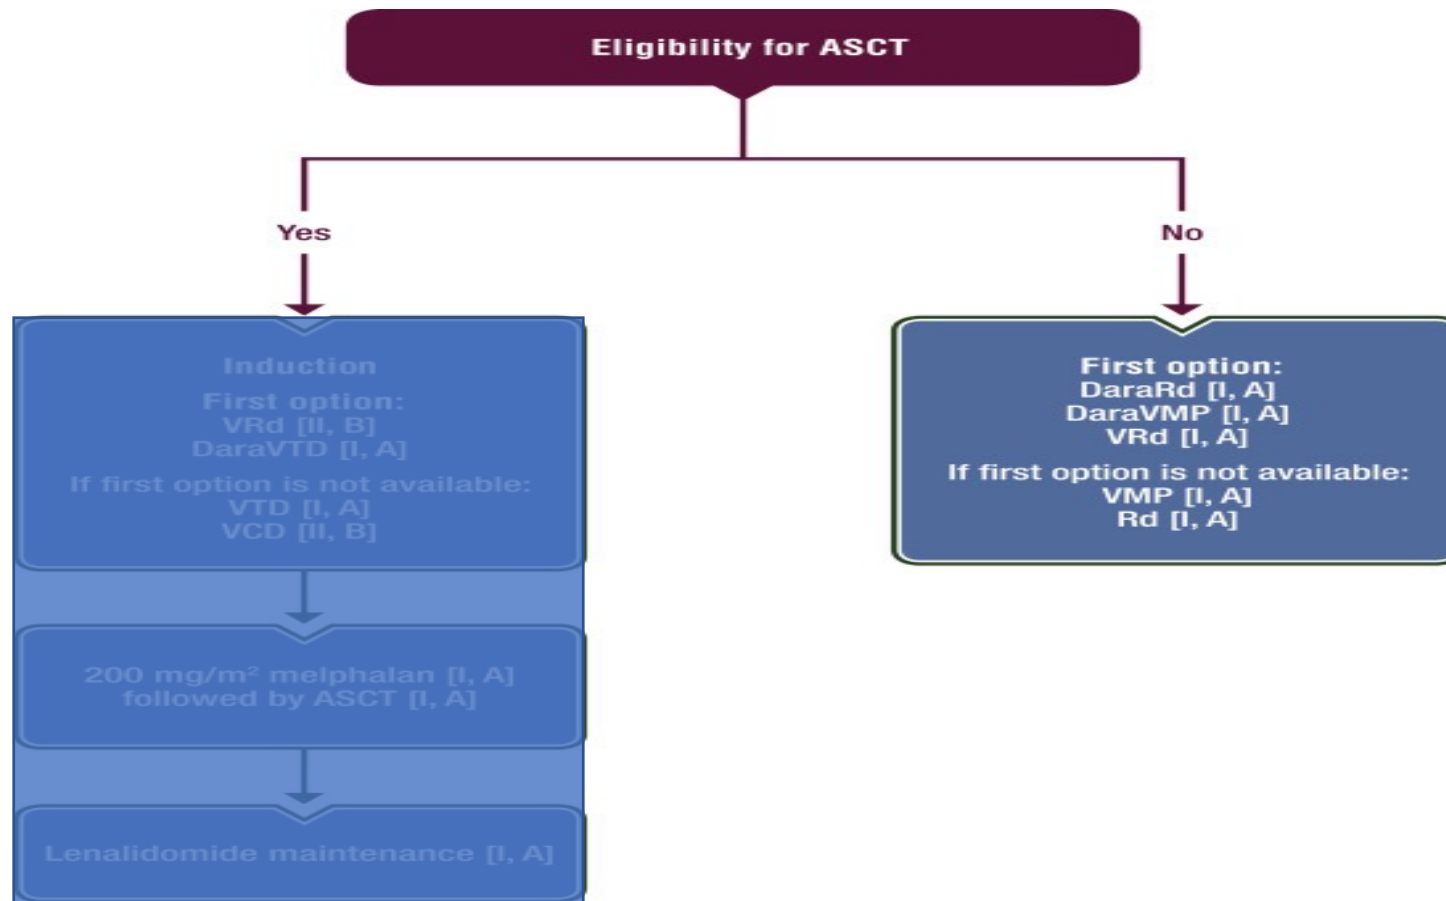 Eligibility for ASCT
Yes
No
Induction
First option:
VRd [II, B]
DaraVTD [I, A]
If first option is not available:
VTD [I, A]
VCD [II, B]
200 mg/m² melphalan [I, A]
followed by ASCT [I, A]
Lenalidomide maintenance [I, A]
First option:
DaraRd [I, A]
DaraVMP [I, A]
VRd [I, A]
If first option is not available:
VMP [I, A]
Rd [I, A]